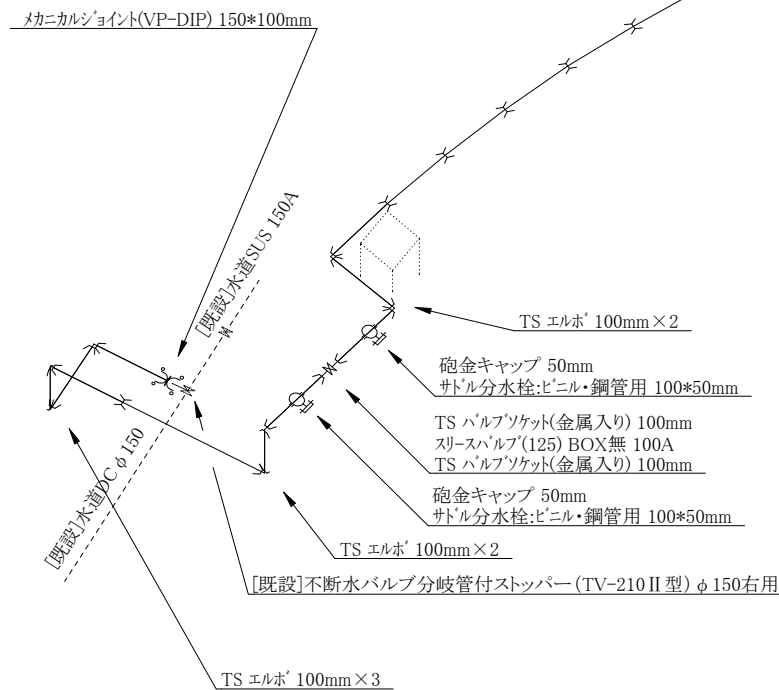 メカニカルジョイント(VP-DIP) 150*100mm
[既設]水道SUS 150A
W
TS エルボ 100mm×2
砲金キャップ 50mm
サドル分水栓:ビニル・鋼管用 100*50mm
W
TS バルブソケット(金属入り) 100mm
スリースバルブ(125) BOX無 100A
TS バルブソケット(金属入り) 100mm
[既設]水道DCφ150
砲金キャップ 50mm
サドル分水栓:ビニル・鋼管用 100*50mm
TS エルボ 100mm×2
[既設]不断水バルブ分岐管付ストッパー(TV-210Ⅱ型) φ150右用
TS エルボ 100mm×3